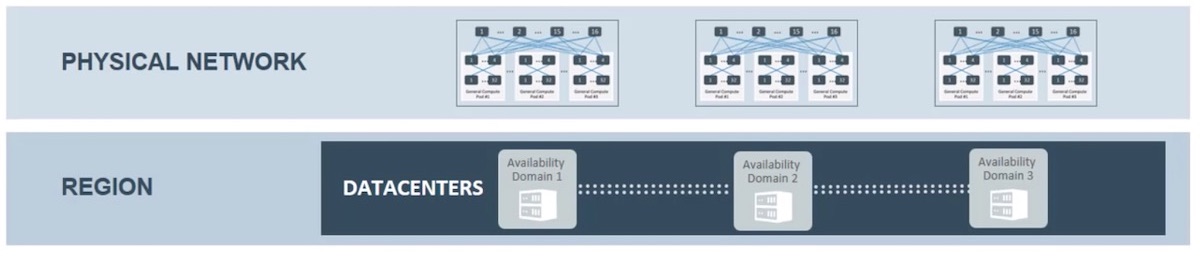 PHYSICAL NETWORK
1 ... 2 ... 15 ... 16
1 ... 4 ... 1 ... 4 ... 1 ... 4
1 ... 32 1 ... 32 1 ... 32
General Compute Pod #1
General Compute Pod #2
General Compute Pod #3
1 ... 2 ... 15 ... 16
1 ... 4 ... 1 ... 4 ... 1 ... 4
1 ... 32 1 ... 32 1 ... 32
General Compute Pod #1
General Compute Pod #2
General Compute Pod #3
1 ... 2 ... 15 ... 16
1 ... 4 ... 1 ... 4 ... 1 ... 4
1 ... 32 1 ... 32 1 ... 32
General Compute Pod #1
General Compute Pod #2
General Compute Pod #3
REGION
DATACENTERS
Availability
Domain 1
Availability
Domain 2
Availability
Domain 3